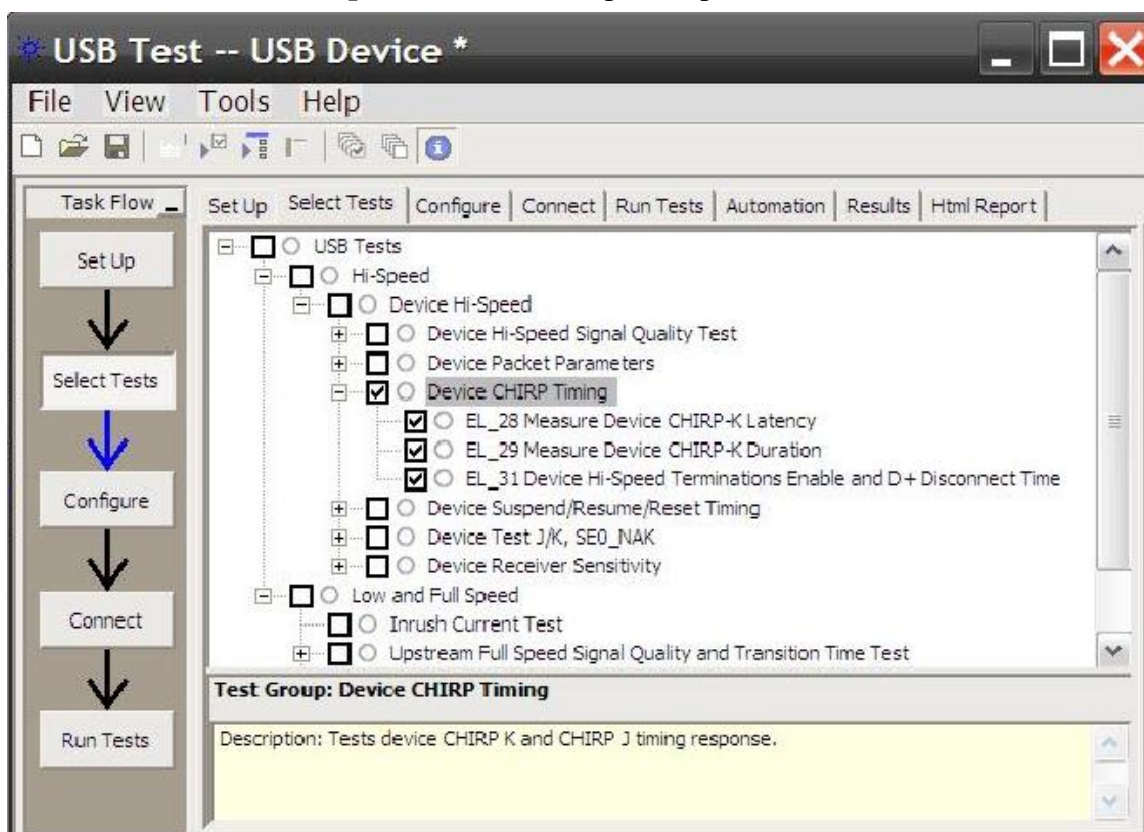 USB Test -- USB Device *
File View Tools Help
Task Flow
Set Up
Select Tests
Configure
Connect
Run Tests
Set Up Select Tests Configure Connect Run Tests Automation Results Html Report
USB Tests
Hi-Speed
Device Hi-Speed
Device Hi-Speed Signal Quality Test
Device Packet Parameters
Device CHIRP Timing
EL_28 Measure Device CHIRP-K Latency
EL_29 Measure Device CHIRP-K Duration
EL_31 Device Hi-Speed Terminations Enable and D+ Disconnect Time
Device Suspend/Resume/Reset Timing
Device Test J/K, SE0_NAK
Device Receiver Sensitivity
Low and Full Speed
Inrush Current Test
Upstream Full Speed Signal Quality and Transition Time Test
Test Group: Device CHIRP Timing
Description: Tests device CHIRP K and CHIRP J timing response.